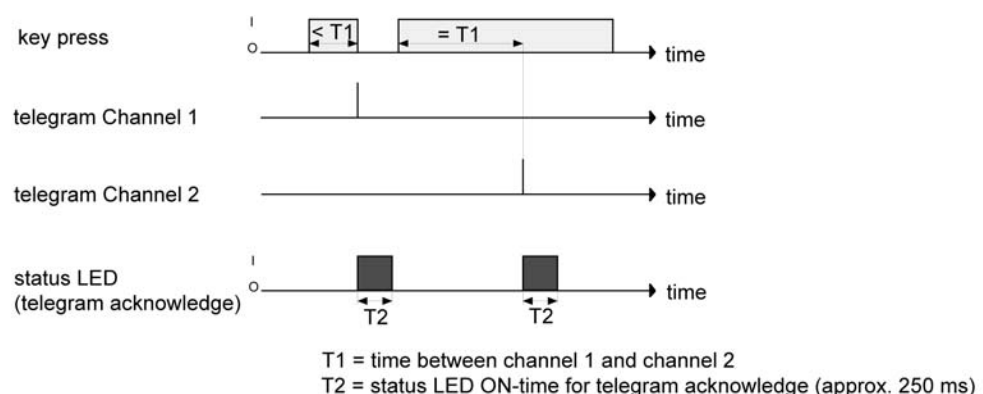 I
key press
< T1
= T1
O
time
telegram Channel 1
time
telegram Channel 2
time
I
status LED
O
(telegram acknowledge)
time
T2
T2
T1 = time between channel 1 and channel 2
T2 = status LED ON-time for telegram acknowledge (approx. 250 ms)